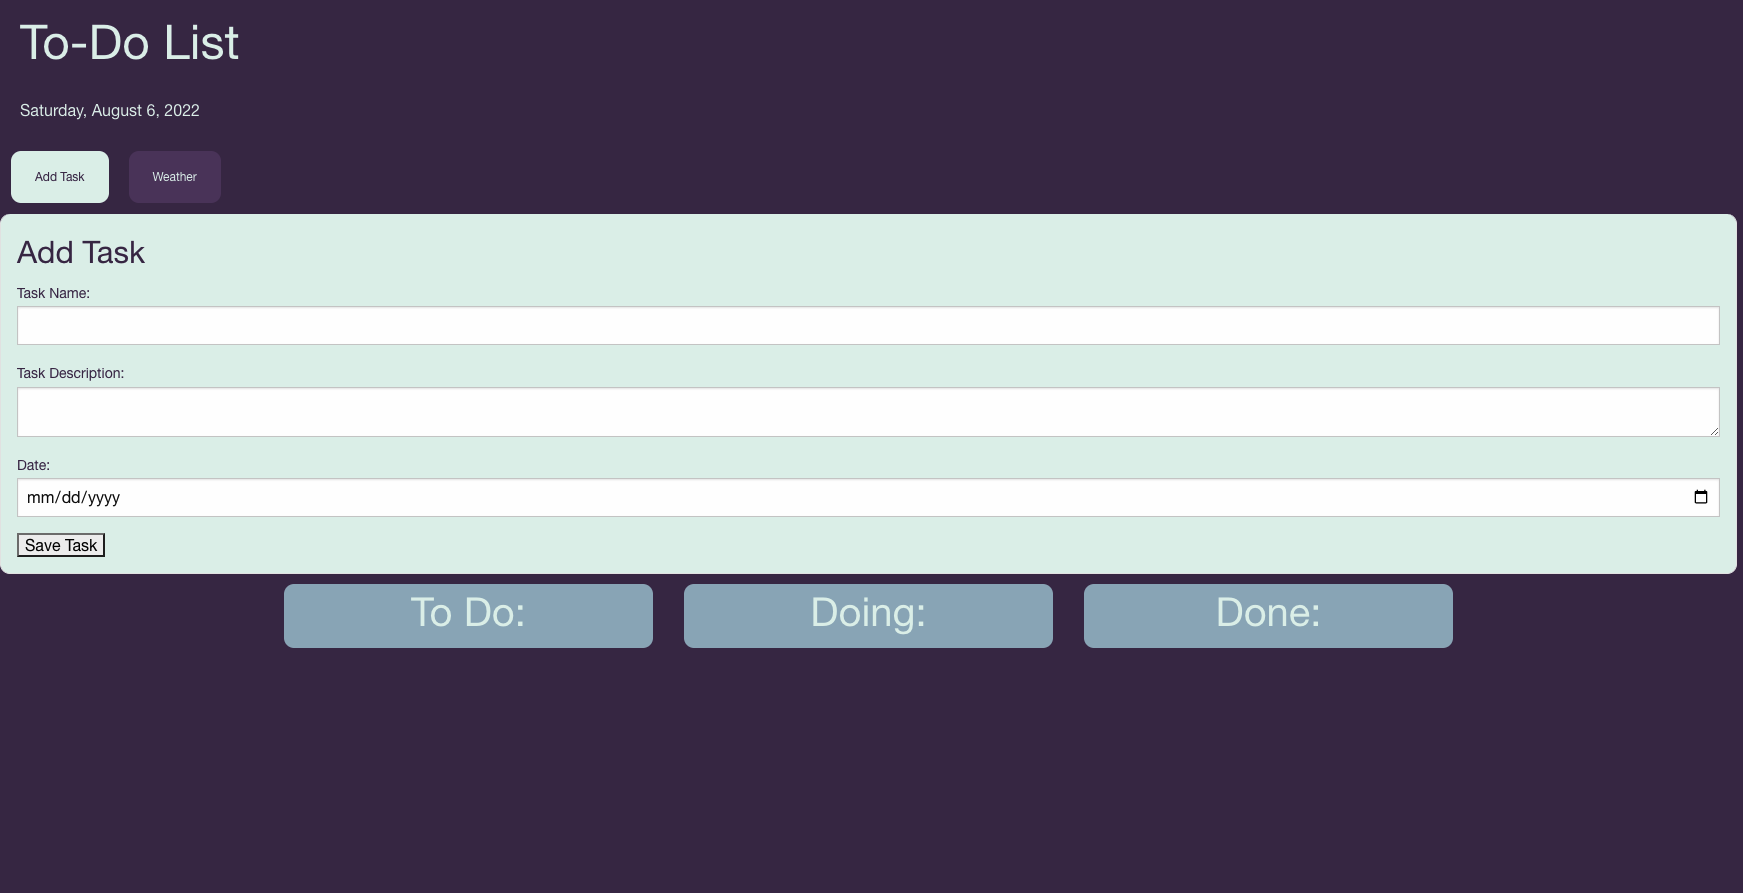 To-Do List
Saturday, August 6, 2022
Add Task Weather
Add Task
Task Name:
Task Description:
Date:
mm/dd/yyyy
Save Task
To Do: Doing: Done: